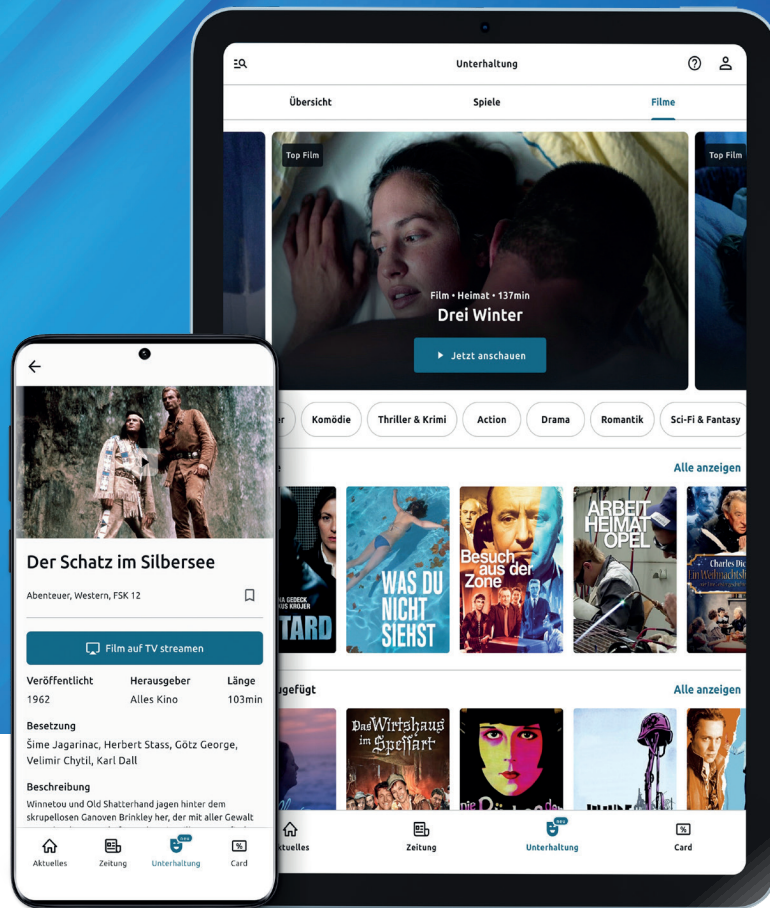 Unterhaltung
Übersicht
Spiele
Filme
Top Film
Top Film
Film • Heimat • 137min
Drei Winter
Jetzt anschauen
Komödie
Thriller & Krimi
Action
Drama
Romantik
Sci-Fi & Fantasy
Alle anzeigen
WAS DU
NICHT
SIEHST
Besuch
aus der
Zone
ARBEIT
HEIMAT
OPEL
Alle anzeigen
Das Wirtshaus
im Spessart
Zeitung
neu
Unterhaltung
%
Card
Der Schatz im Silbersee
Abenteuer, Western, FSK 12
Film auf TV streamen
Veröffentlicht
Herausgeber
Länge
1962
Alles Kino
103min
Besetzung
Šime Jagarinac, Herbert Stass, Götz George,
Velimir Chytil, Karl Dall
Beschreibung
Winnetou und Old Shatterhand jagen hinter dem
skrupellosen Ganoven Brinkley her, der mit aller Gewalt
Aktuelles
Zeitung
neu
Unterhaltung
%
Card